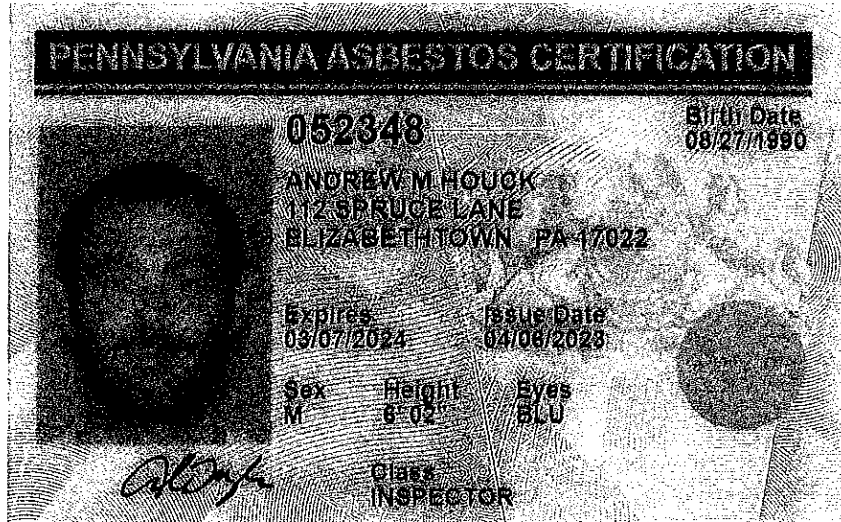 PENNSYLVANIA ASBESTOS CERTIFICATION
052348
Birth Date
08/27/1990
ANDREW M HOUCK
112 SPRUCE LANE
ELIZABETHTOWN PA 17022
Expires
03/07/2024
Issue Date
04/06/2023
Sex
M
Height
6' 02"
Eyes
BLU
Class
INSPECTOR